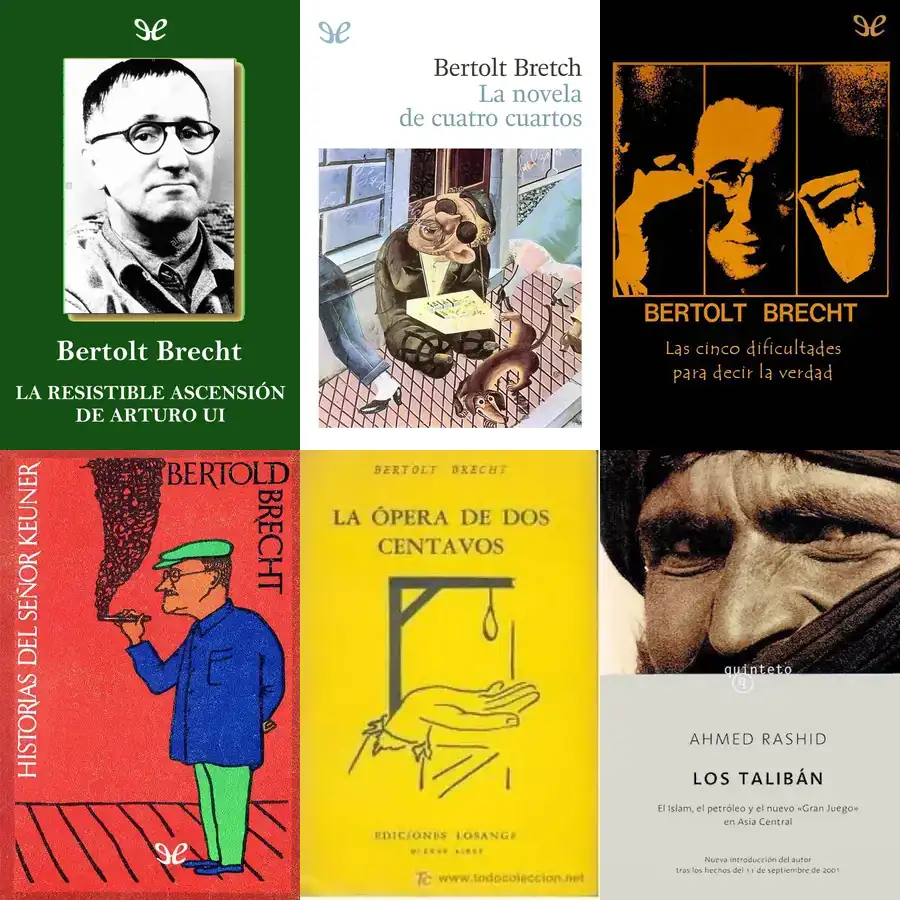 Bertolt Brecht
LA RESISTIBLE ASCENSIÓN
DE ARTURO UI
Bertolt Bretch
La novela
de cuatro cuartos
BERTOLT BRECHT
Las cinco dificultades
para decir la verdad
HISTORIAS DEL SEÑOR KEUNER
BERTOLD
BRECHT
BERTOLT BRECHT
LA ÓPERA DE DOS
CENTAVOS
EDICIONES LOSANGE
Tc www.todocoleccion.net
quinteto
q
AHMED RASHID
LOS TALIBÁN
El Islam, el petróleo y el nuevo «Gran Juego»
en Asia Central
Nueva introducción del autor
tras los hechos del 11 de septiembre de 2001